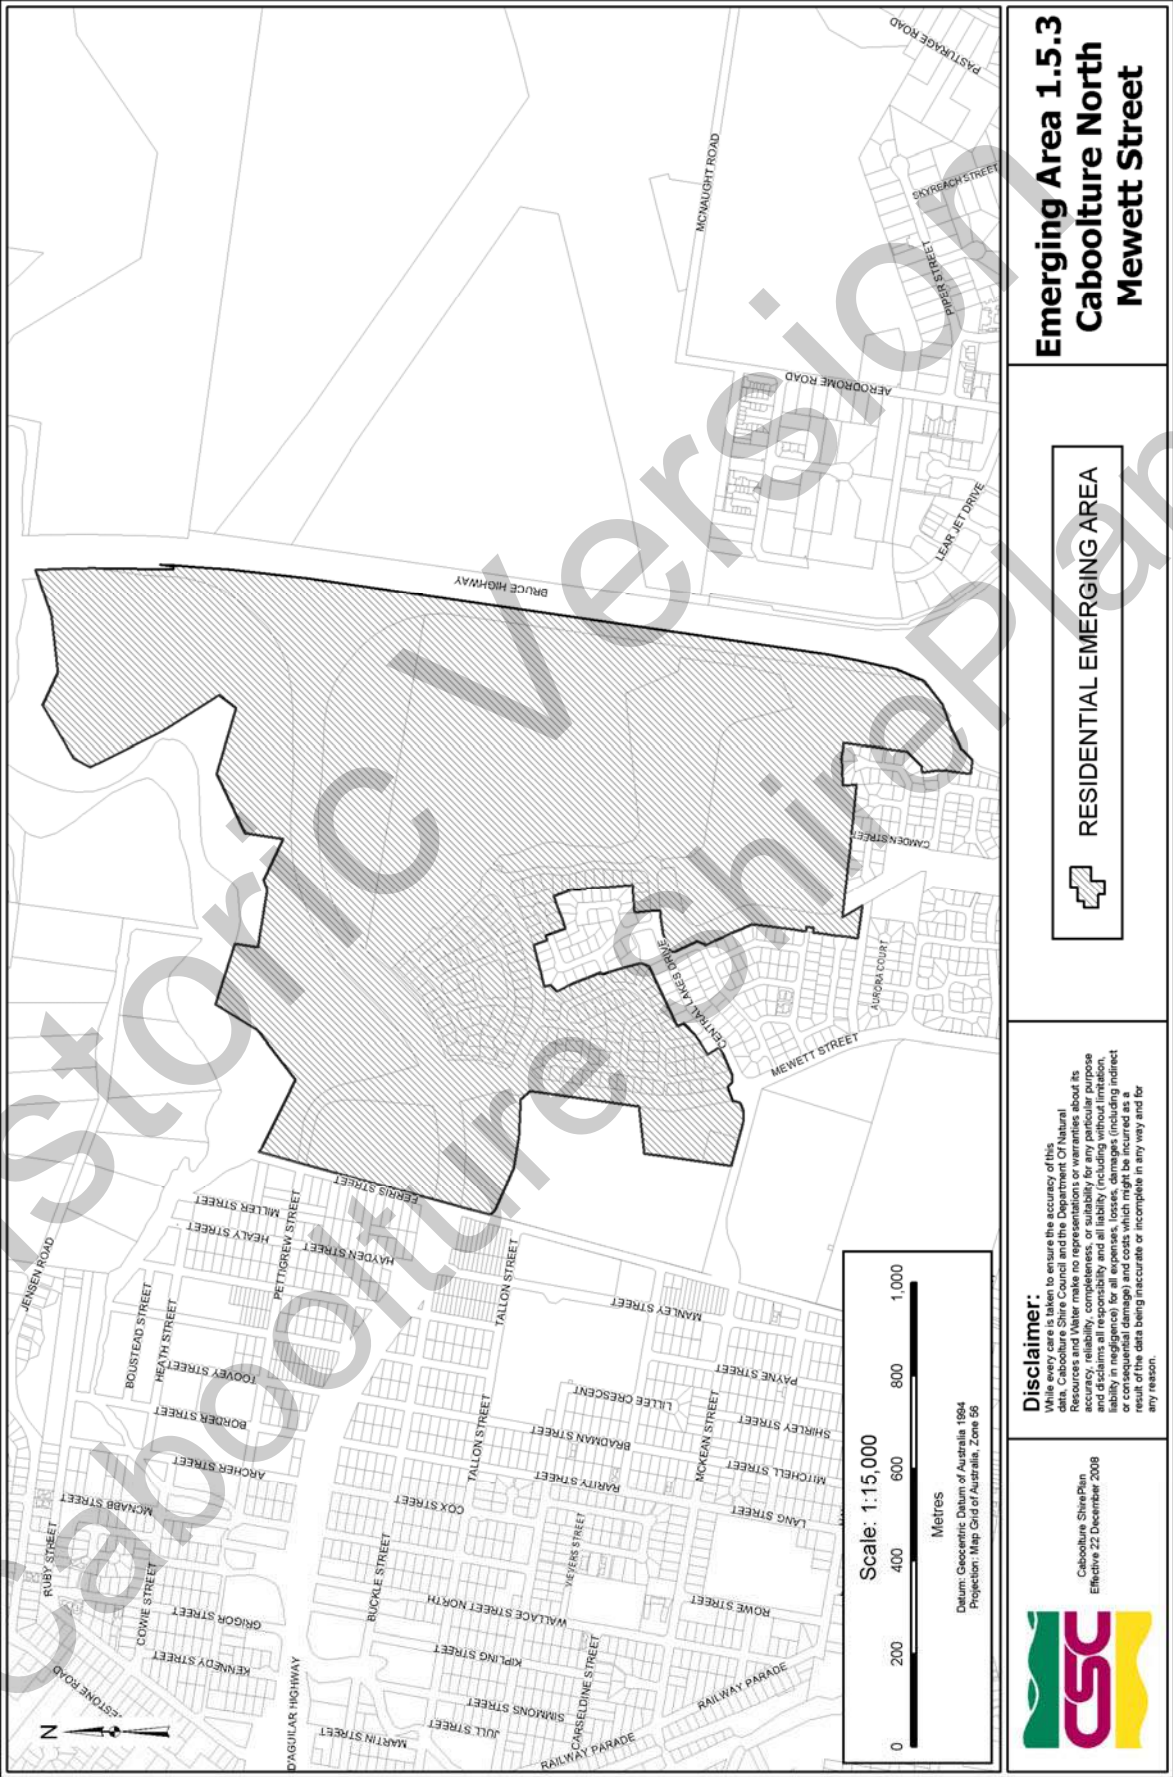 Emerging Area 1.5.3
Caboolture North
Mewett Street
RESIDENTIAL EMERGING AREA
Disclaimer:
While every care is taken to ensure the accuracy of this
data, Caboolture Shire Council and the Department Of Natural
Resources and Water make no representations or warranties about its
accuracy, reliability, completeness, or suitability for any particular purpose
and disclaims all responsibility and all liability (including without limitation,
liability in negligence) for all expenses, losses, damages (including indirect
or consequential damage) and costs which might be incurred as a
result of the data being inaccurate or incomplete in any way and for
any reason.
Caboolture ShirePlan
Effective 22 December 2008
CSC
Scale: 1:15,000
0 200 400 600 800 1,000
Metres
Datum: Geocentric Datum of Australia 1994
Projection: Map Grid of Australia, Zone 56
N
PASTURAGE ROAD
MCNAUGHT ROAD
SKYREACH STREET
PIPER STREET
AERODROME ROAD
LEAR JET DRIVE
BRUCE HIGHWAY
CAMDEN STREET
CENTRAL LAKES DRIVE
AURORA COURT
MEWETT STREET
JENSEN ROAD
MILLER STREET
HEALY STREET
PETTIGREW STREET
FERRIS STREET
HAYDEN STREET
BOUSTEAD STREET
HEATH STREET
TOOVEY STREET
BORDER STREET
ARCHER STREET
MCNABB STREET
RUBY STREET
COWIE STREET
GRIGOR STREET
KENNEDY STREET
ESTONE ROAD
D'AGUILAR HIGHWAY
TALLON STREET
TALLON STREET
MANLEY STREET
PAYNE STREET
LILLEE CRESCENT
BRADMAN STREET
RARITY STREET
COX STREET
MCKEAN STREET
SHIRLEY STREET
MITCHELL STREET
LANG STREET
BUCKLE STREET
VIEVERS STREET
WALLACE STREET NORTH
ROWE STREET
KIPLING STREET
CARSELDINE STREET
SIMMONS STREET
JULL STREET
MARTIN STREET
RAILWAY PARADE
RAILWAY PARADE
storic Version
Caboolture ShirePlan